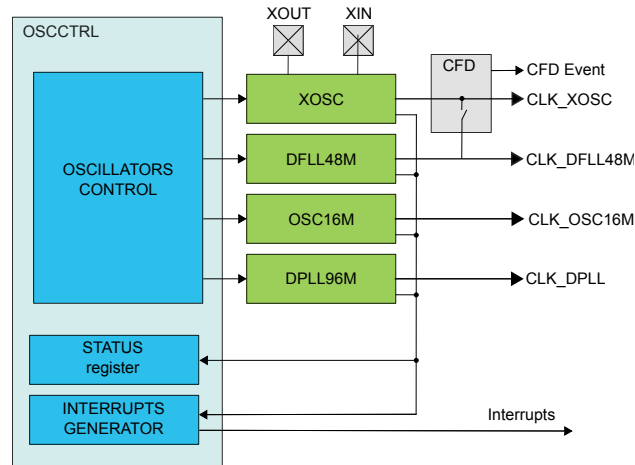 XOUT
XIN
OSCCTRL
CFD
CFD Event
XOSC
CLK_XOSC
OSCILLATORS
CONTROL
DFLL48M
CLK_DFLL48M
OSC16M
CLK_OSC16M
DPLL96M
CLK_DPLL
STATUS
register
INTERRUPTS
GENERATOR
Interrupts